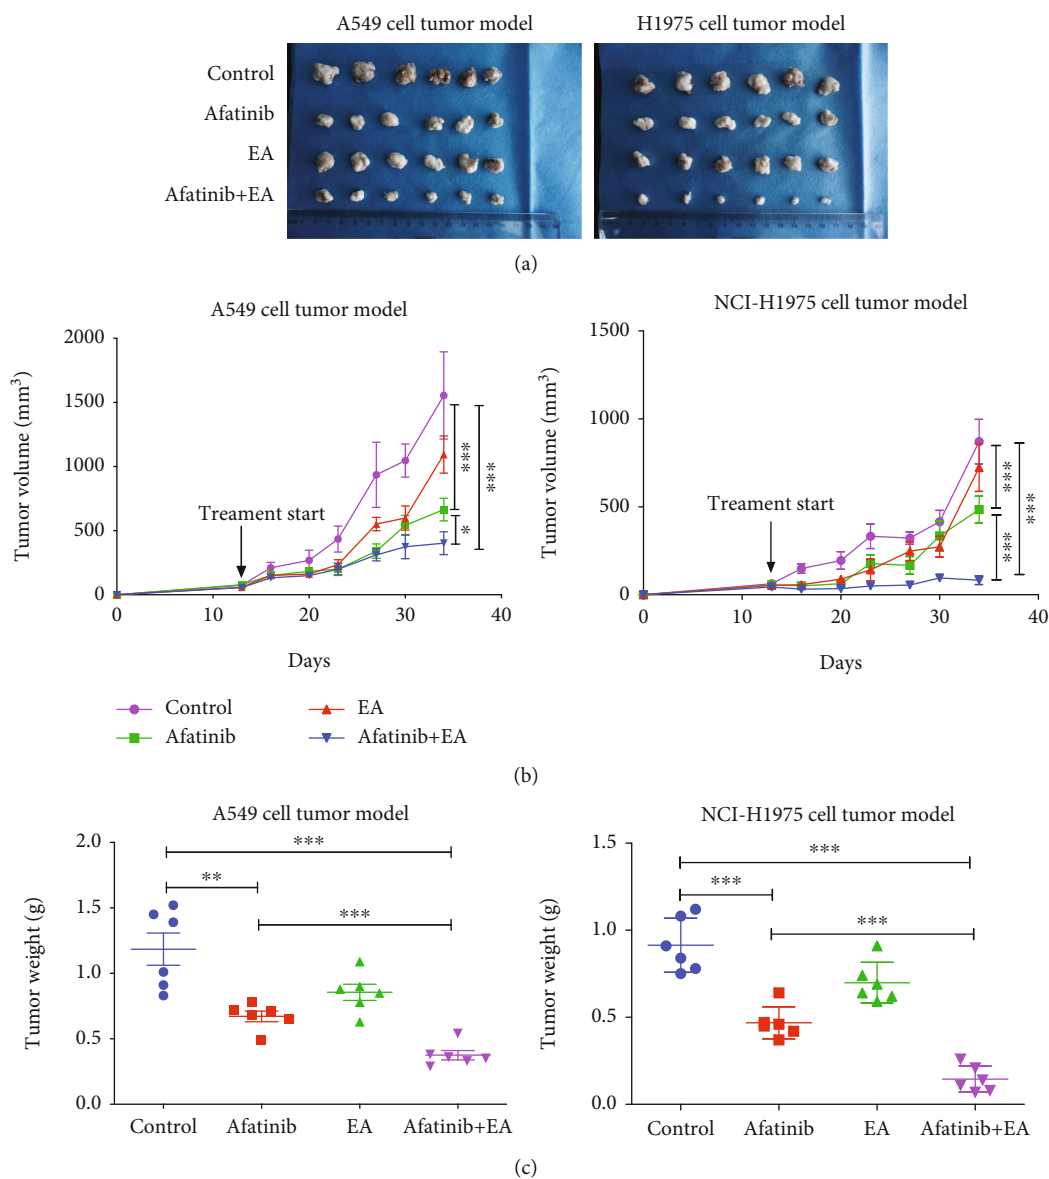 A549 cell tumor model
H1975 cell tumor model
Control
Afatinib
EA
Afatinib+EA
(a)
A549 cell tumor model
NCI-H1975 cell tumor model
Tumor volume (mm³)
2000
1500
1000
500
0
0 10 20 30 40
Treament start
***
***
*
Days
Tumor volume (mm³)
1500
1000
500
0
0 10 20 30 40
Treament start
***
***
***
Days
Control
EA
Afatinib
Afatinib+EA
(b)
A549 cell tumor model
NCI-H1975 cell tumor model
Tumor weight (g)
2.0
1.5
1.0
0.5
0.0
***
**
***
Control Afatinib EA Afatinib+EA
Tumor weight (g)
1.5
1.0
0.5
0.0
***
***
***
Control Afatinib EA Afatinib+EA
(c)